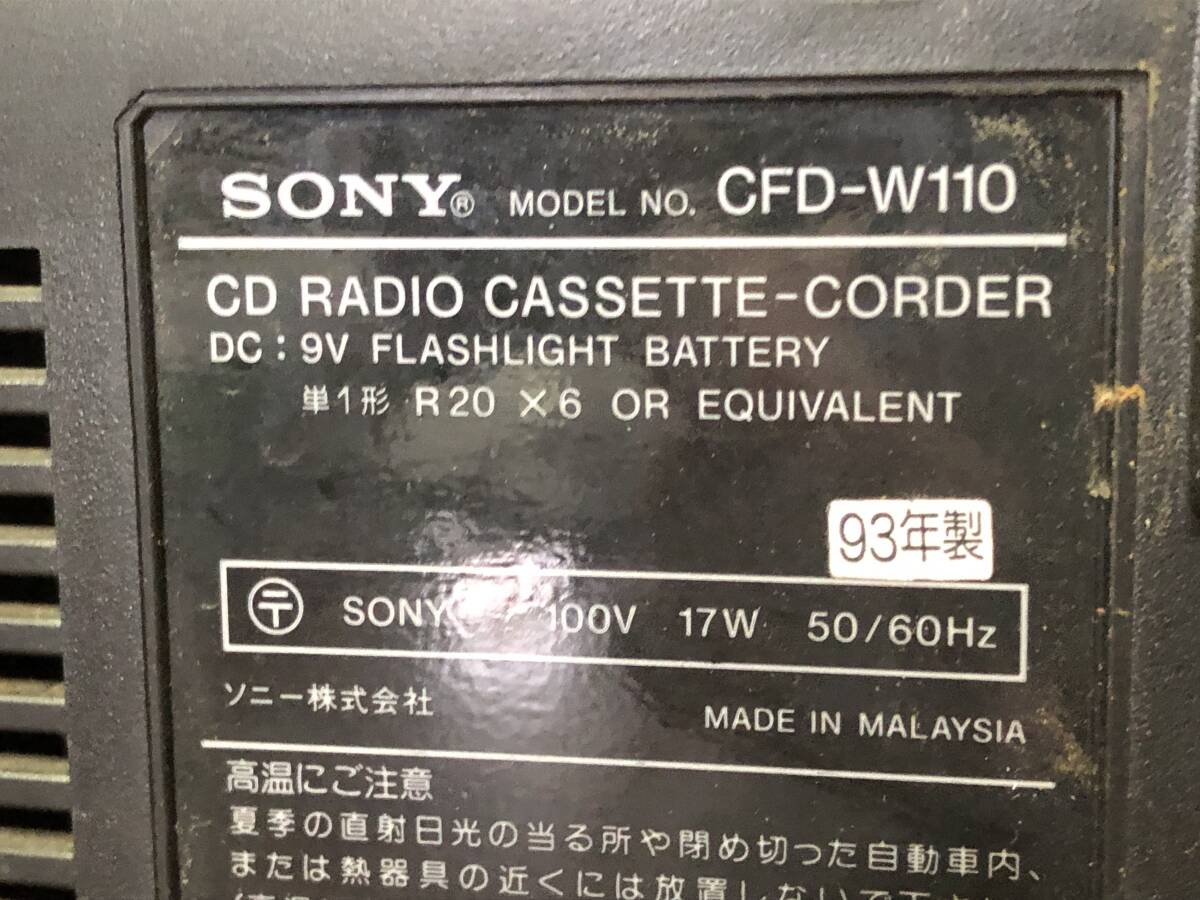 SONY® MODEL NO. CFD-W110
CD RADIO CASSETTE-CORDER
DC : 9V FLASHLIGHT BATTERY
単1形 R20 × 6 OR EQUIVALENT
93年製
〶 SONY 100V 17W 50/60Hz
ソニー株式会社
MADE IN MALAYSIA
高温にご注意
夏季の直射日光の当る所や閉め切った自動車内、
または熱器具の近くには放置しないで下さい